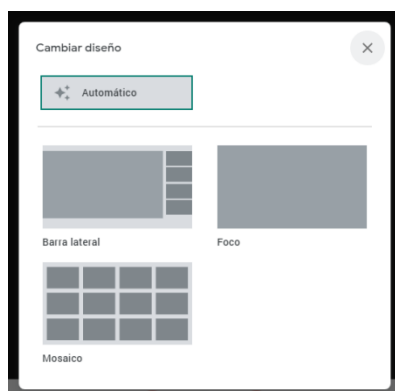 Cambiar diseño
Automático
Barra lateral
Foco
Mosaico